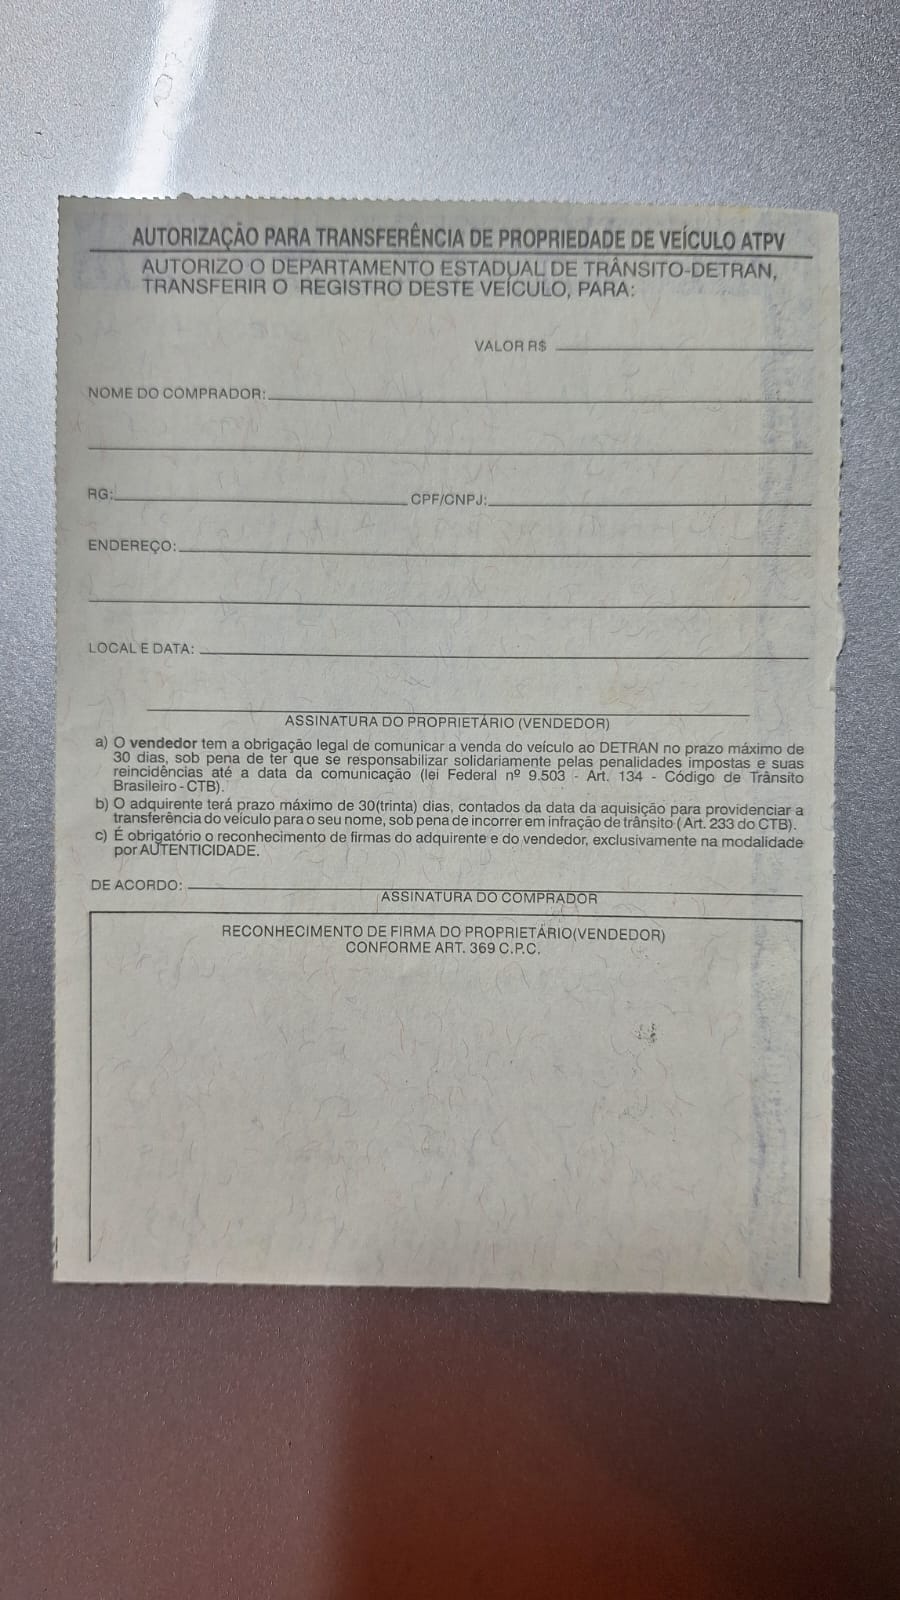 AUTORIZAÇÃO PARA TRANSFERÊNCIA DE PROPRIEDADE DE VEÍCULO ATPV
AUTORIZO O DEPARTAMENTO ESTADUAL DE TRÂNSITO-DETRAN,
TRANSFERIR O REGISTRO DESTE VEÍCULO, PARA:
VALOR R$
NOME DO COMPRADOR:
RG: CPF/CNPJ:
ENDEREÇO:
LOCAL E DATA:
ASSINATURA DO PROPRIETÁRIO (VENDEDOR)
a) O vendedor tem a obrigação legal de comunicar a venda do veículo ao DETRAN no prazo máximo de
30 dias, sob pena de ter que se responsabilizar solidariamente pelas penalidades impostas e suas
reincidências até a data da comunicação (lei Federal nº 9.503 - Art. 134 - Código de Trânsito
Brasileiro - CTB).
b) O adquirente terá prazo máximo de 30(trinta) dias, contados da data da aquisição para providenciar a
transferência do veículo para o seu nome, sob pena de incorrer em infração de trânsito (Art. 233 do CTB).
c) É obrigatório o reconhecimento de firmas do adquirente e do vendedor, exclusivamente na modalidade
por AUTENTICIDADE.
DE ACORDO:
ASSINATURA DO COMPRADOR
RECONHECIMENTO DE FIRMA DO PROPRIETÁRIO(VENDEDOR)
CONFORME ART. 369 C.P.C.